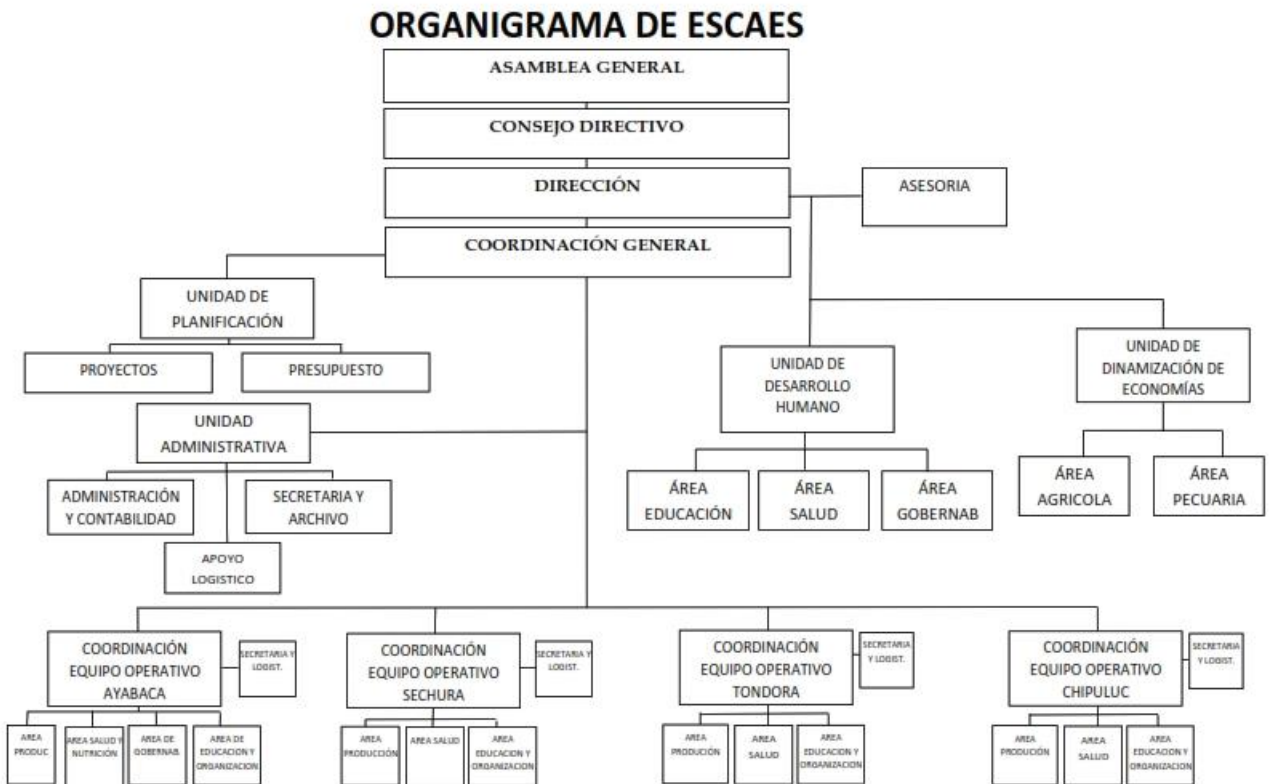 ORGANIGRAMA DE ESCAES
ASAMBLEA GENERAL
CONSEJO DIRECTIVO
DIRECCIÓN
ASESORIA
COORDINACIÓN GENERAL
UNIDAD DE
PLANIFICACIÓN
PROYECTOS
PRESUPUESTO
UNIDAD DE
DESARROLLO
HUMANO
UNIDAD DE
DINAMIZACIÓN DE
ECONOMÍAS
UNIDAD
ADMINISTRATIVA
ADMINISTRACIÓN
Y CONTABILIDAD
SECRETARIA Y
ARCHIVO
APOYO
LOGISTICO
ÁREA
EDUCACIÓN
ÁREA
SALUD
ÁREA
GOBERNAB
ÁREA
AGRICOLA
ÁREA
PECUARIA
COORDINACIÓN
EQUIPO OPERATIVO
AYABACA
SECRETARIA Y
LOGIST.
COORDINACIÓN
EQUIPO OPERATIVO
SECHURA
SECRETARIA Y
LOGIST.
COORDINACIÓN
EQUIPO OPERATIVO
TONDORA
SECRETARIA
Y LOGIST.
COORDINACIÓN
EQUIPO OPERATIVO
CHIPULUC
SECRETARIA
Y LOGIST.
AREA
PRODUC
AREA SALUD Y
NUTRICIÓN
AREA DE
GOBERNAB.
AREA DE
EDUCACION Y
ORGANIZACION
AREA
PRODUCCIÓN
AREA SALUD
AREA
EDUCACION Y
ORGANIZACION
AREA
PRODUCIÓN
AREA
SALUD
AREA
EDUCACION Y
ORGANIZACION
AREA
PRODUCIÓN
AREA
SALUD
AREA
EDUCACION Y
ORGANIZACION